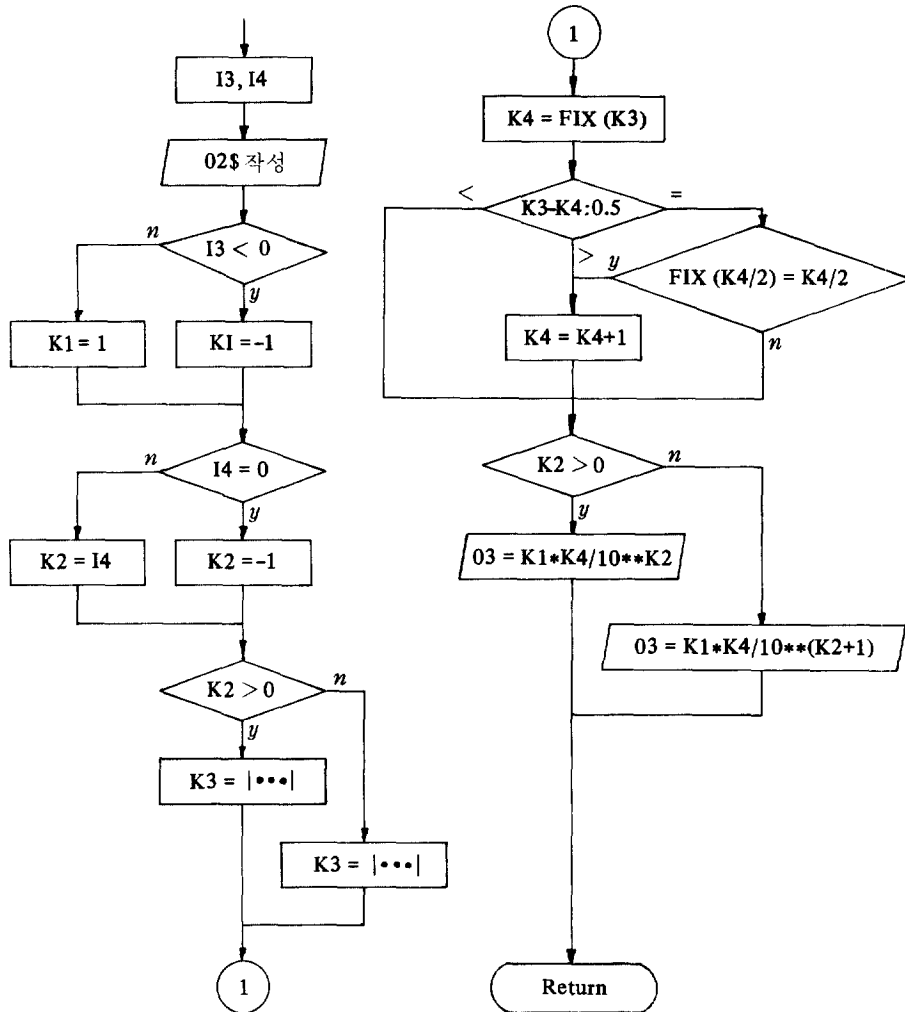 I3, I4
02$ 작성
I3 < 0
n
y
K1 = 1
KI = -1
I4 = 0
n
y
K2 = I4
K2 = -1
K2 > 0
n
y
K3 = |•••|
K3 = |•••|
1
1
K4 = FIX (K3)
<
K3-K4:0.5
=
>
y
FIX (K4/2) = K4/2
n
K4 = K4+1
K2 > 0
n
y
03 = K1*K4/10**K2
03 = K1*K4/10**(K2+1)
Return